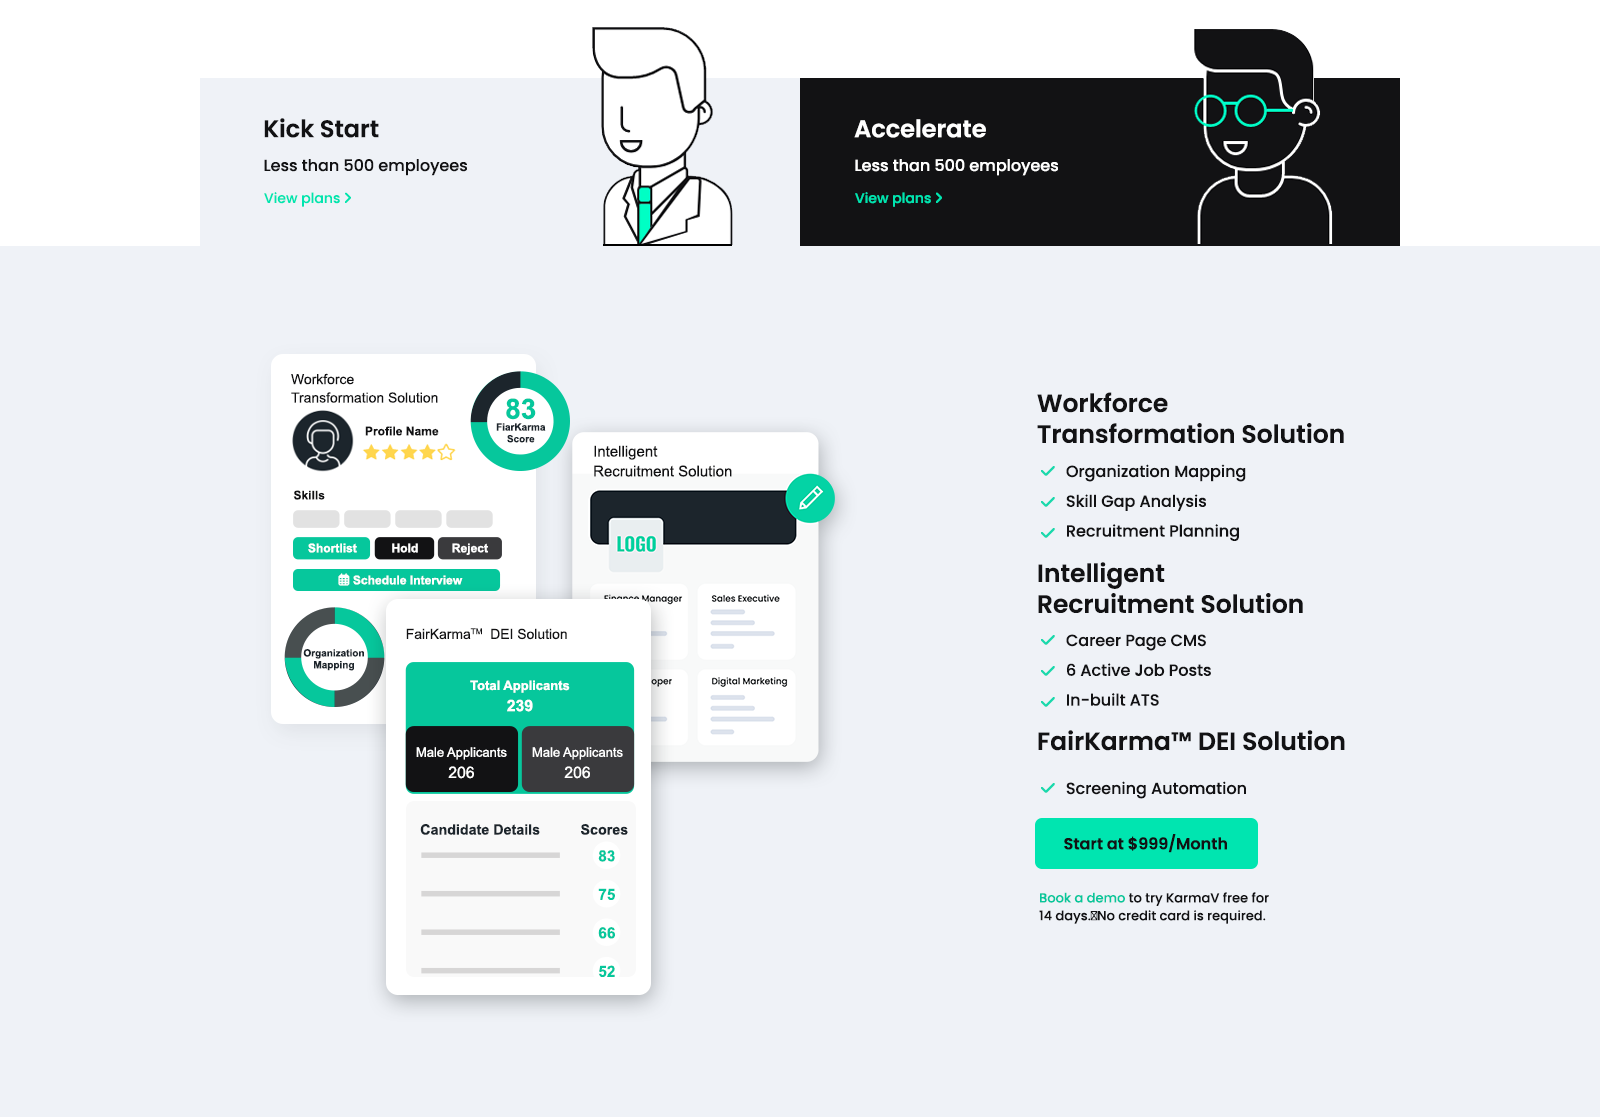 Kick Start
Less than 500 employees
View plans
Accelerate
Less than 500 employees
View plans
Workforce
Transformation Solution
Profile Name
83
FiarKarma
Score
Skills
Shortlist
Hold
Reject
Schedule Interview
Organization
Mapping
Intelligent
Recruitment Solution
LOGO
Finance Manager
Sales Executive
oper
Digital Marketing
FairKarma™ DEI Solution
Total Applicants
239
Male Applicants
206
Male Applicants
206
Candidate Details
Scores
83
75
66
52
Workforce
Transformation Solution
Organization Mapping
Skill Gap Analysis
Recruitment Planning
Intelligent
Recruitment Solution
Career Page CMS
6 Active Job Posts
In-built ATS
FairKarma™ DEI Solution
Screening Automation
Start at $999/Month
Book a demo to try KarmaV free for
14 days. No credit card is required.